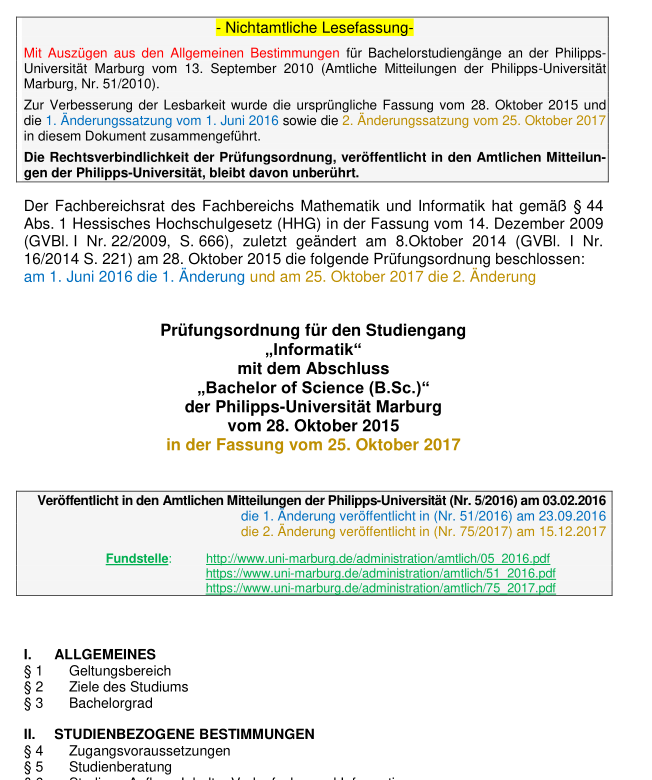 - Nichtamtliche Lesefassung-
Mit Auszügen aus den Allgemeinen Bestimmungen für Bachelorstudiengänge an der Philipps-
Universität Marburg vom 13. September 2010 (Amtliche Mitteilungen der Philipps-Universität
Marburg, Nr. 51/2010).
Zur Verbesserung der Lesbarkeit wurde die ursprüngliche Fassung vom 28. Oktober 2015 und
die 1. Änderungssatzung vom 1. Juni 2016 sowie die 2. Änderungssatzung vom 25. Oktober 2017
in diesem Dokument zusammengeführt.
Die Rechtsverbindlichkeit der Prüfungsordnung, veröffentlicht in den Amtlichen Mitteilun-
gen der Philipps-Universität, bleibt davon unberührt.
Der Fachbereichsrat des Fachbereichs Mathematik und Informatik hat gemäß § 44
Abs. 1 Hessisches Hochschulgesetz (HHG) in der Fassung vom 14. Dezember 2009
(GVBl. I Nr. 22/2009, S. 666), zuletzt geändert am 8.Oktober 2014 (GVBl. I Nr.
16/2014 S. 221) am 28. Oktober 2015 die folgende Prüfungsordnung beschlossen:
am 1. Juni 2016 die 1. Änderung und am 25. Oktober 2017 die 2. Änderung
Prüfungsordnung für den Studiengang
„Informatik“
mit dem Abschluss
„Bachelor of Science (B.Sc.)“
der Philipps-Universität Marburg
vom 28. Oktober 2015
in der Fassung vom 25. Oktober 2017
Veröffentlicht in den Amtlichen Mitteilungen der Philipps-Universität (Nr. 5/2016) am 03.02.2016
die 1. Änderung veröffentlicht in (Nr. 51/2016) am 23.09.2016
die 2. Änderung veröffentlicht in (Nr. 75/2017) am 15.12.2017
Fundstelle: http://www.uni-marburg.de/administration/amtlich/05_2016.pdf
https://www.uni-marburg.de/administration/amtlich/51_2016.pdf
https://www.uni-marburg.de/administration/amtlich/75_2017.pdf
I. ALLGEMEINES
§ 1 Geltungsbereich
§ 2 Ziele des Studiums
§ 3 Bachelorgrad
II. STUDIENBEZOGENE BESTIMMUNGEN
§ 4 Zugangsvoraussetzungen
§ 5 Studienberatung